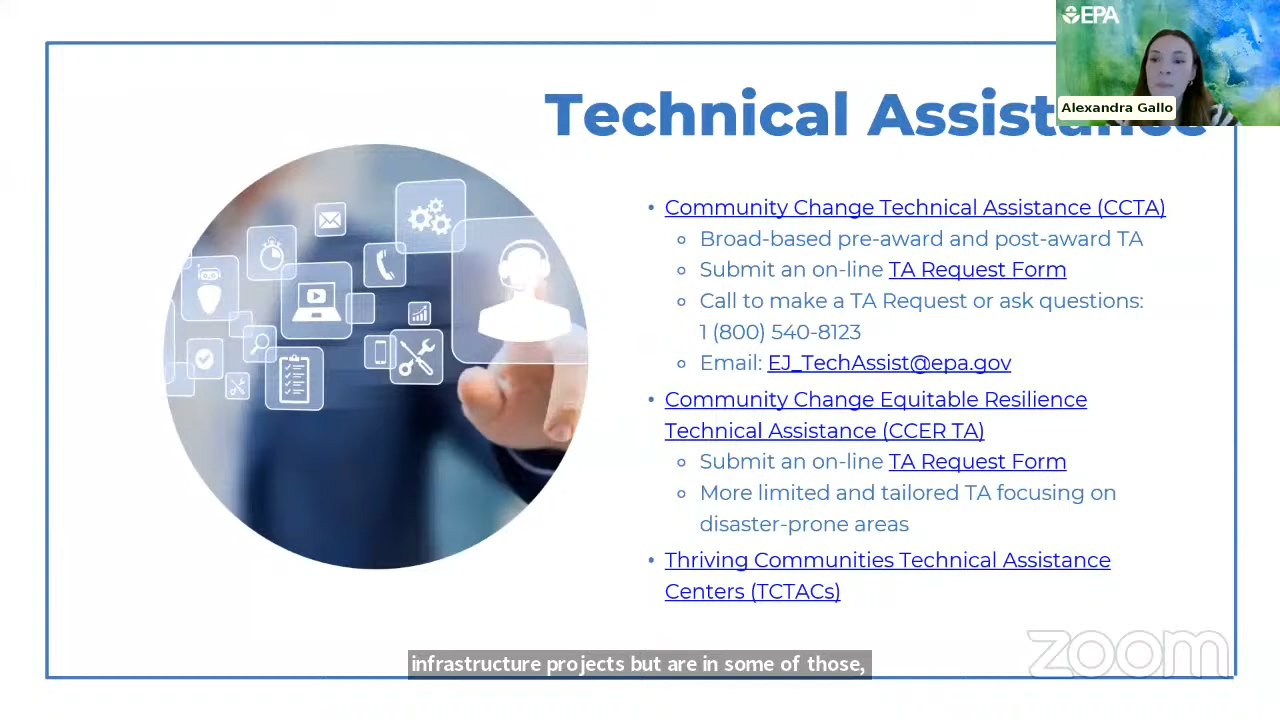 EPA
Alexandra Gallo
Technical Assistance
• Community Change Technical Assistance (CCTA)
o Broad-based pre-award and post-award TA
o Submit an on-line TA Request Form
o Call to make a TA Request or ask questions:
1 (800) 540-8123
o Email: EJ_TechAssist@epa.gov
• Community Change Equitable Resilience
Technical Assistance (CCER TA)
o Submit an on-line TA Request Form
o More limited and tailored TA focusing on
disaster-prone areas
• Thriving Communities Technical Assistance
Centers (TCTACs)
zoom
infrastructure projects but are in some of those,